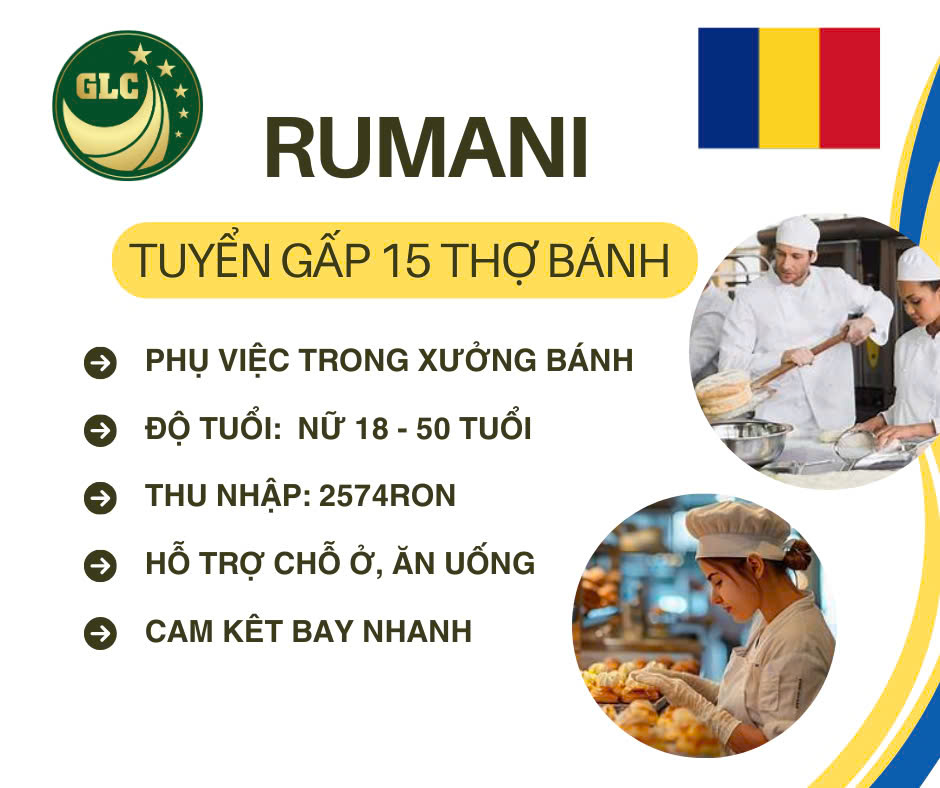 GLC
RUMANI
TUYỂN GẤP 15 THỢ BÁNH
PHỤ VIỆC TRONG XƯỞNG BÁNH
ĐỘ TUỔI: NỮ 18 - 50 TUỔI
THU NHẬP: 2574RON
HỖ TRỢ CHỖ Ở, ĂN UỐNG
CAM KÊT BAY NHANH